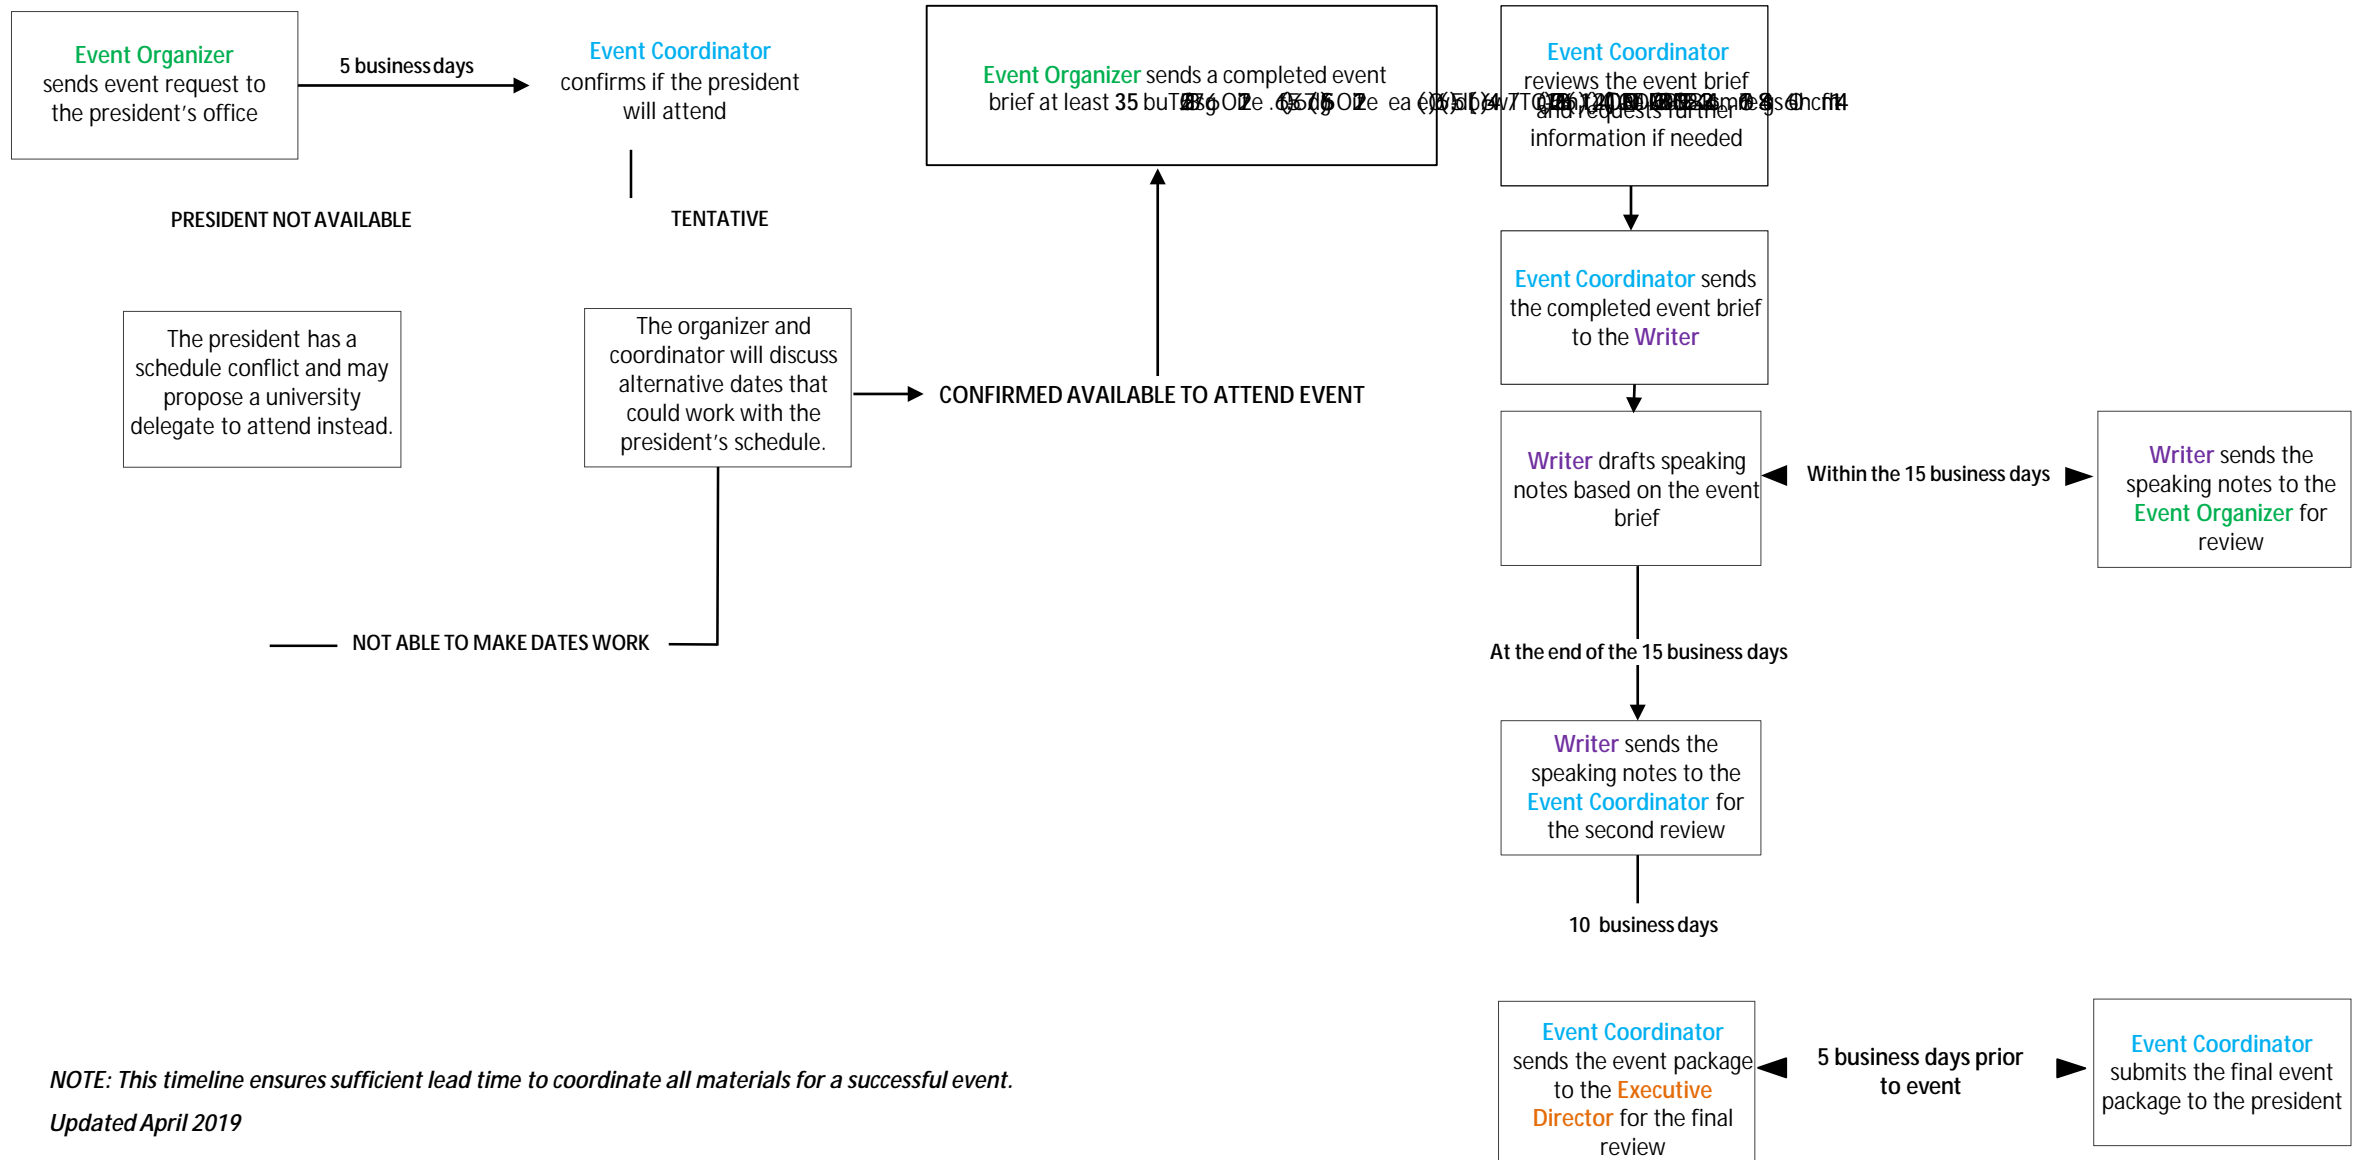 Event Organizer
sends event request to
the president's office
5 business days
Event Coordinator
confirms if the president
will attend
PRESIDENT NOT AVAILABLE
TENTATIVE
The president has a
schedule conflict and may
propose a university
delegate to attend instead.
The organizer and
coordinator will discuss
alternative dates that
could work with the
president's schedule.
NOT ABLE TO MAKE DATES WORK
CONFIRMED AVAILABLE TO ATTEND EVENT
Event Organizer sends a completed event
brief at least 35
Event Coordinator
reviews the event brief
and requests further
information if needed
Event Coordinator sends
the completed event brief
to the Writer
Writer drafts speaking
notes based on the event
brief
Within the 15 business days
Writer sends the
speaking notes to the
Event Organizer for
review
At the end of the 15 business days
Writer sends the
speaking notes to the
Event Coordinator for
the second review
10 business days
Event Coordinator
sends the event package
to the Executive
Director for the final
review
5 business days prior
to event
Event Coordinator
submits the final event
package to the president
NOTE: This timeline ensures sufficient lead time to coordinate all materials for a successful event.
Updated April 2019